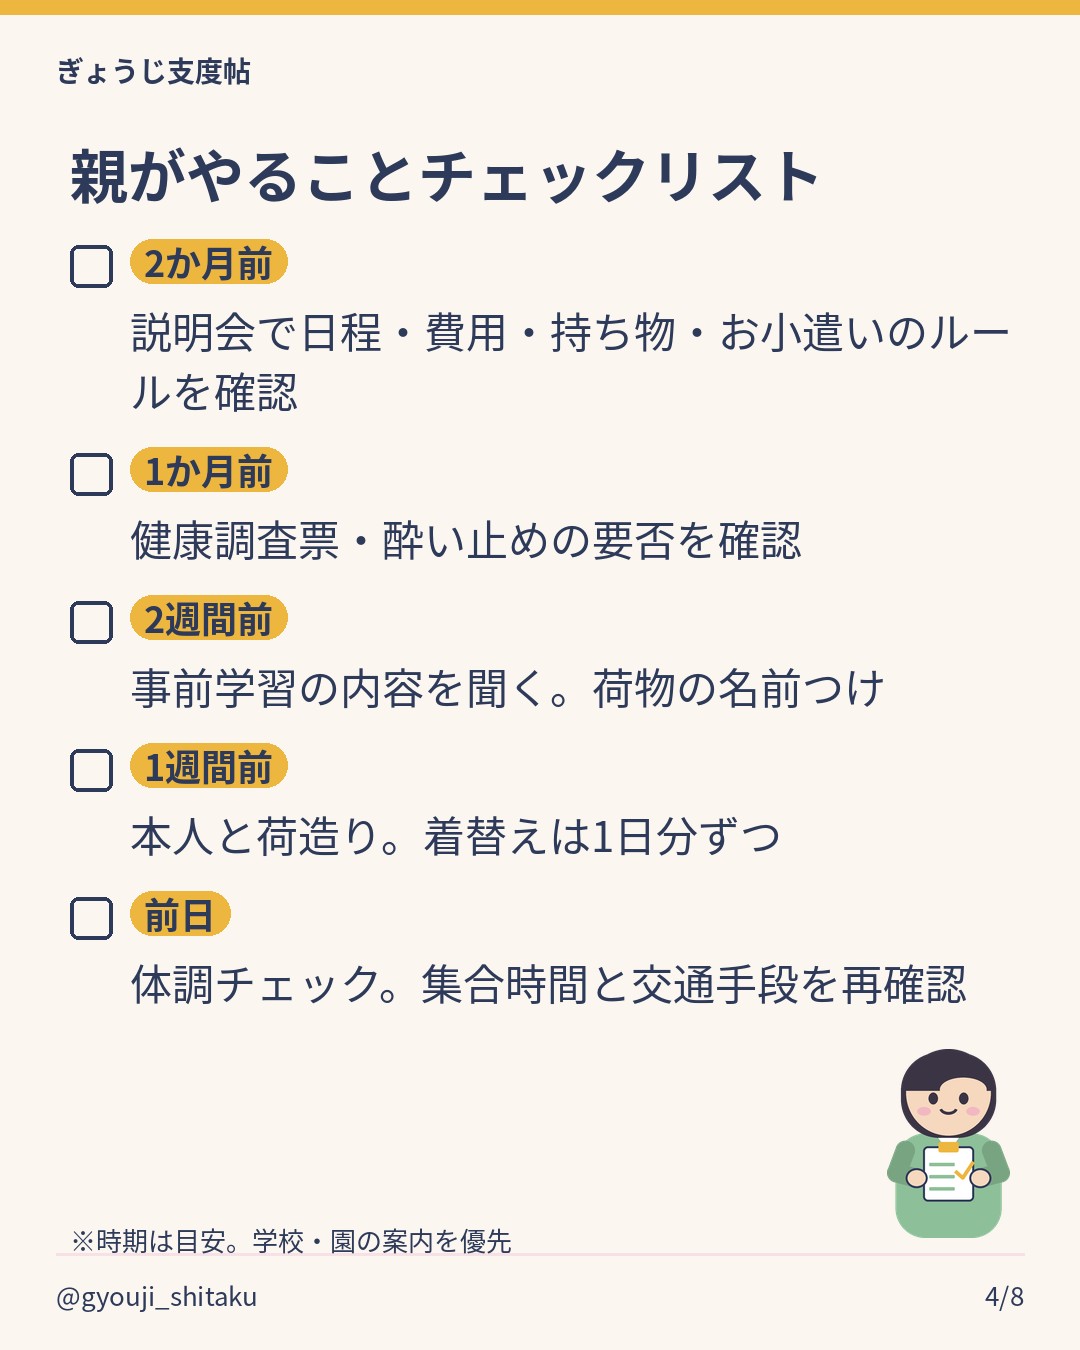 ぎょうじ支度帖
親がやることチェックリスト
2か月前
説明会で日程・費用・持ち物・お小遣いのルー
ルを確認
1か月前
健康調査票・酔い止めの要否を確認
2週間前
事前学習の内容を聞く。荷物の名前つけ
1週間前
本人と荷造り。着替えは1日分ずつ
前日
体調チェック。集合時間と交通手段を再確認
※時期は目安。学校・園の案内を優先
@gyouji_shitaku
4/8